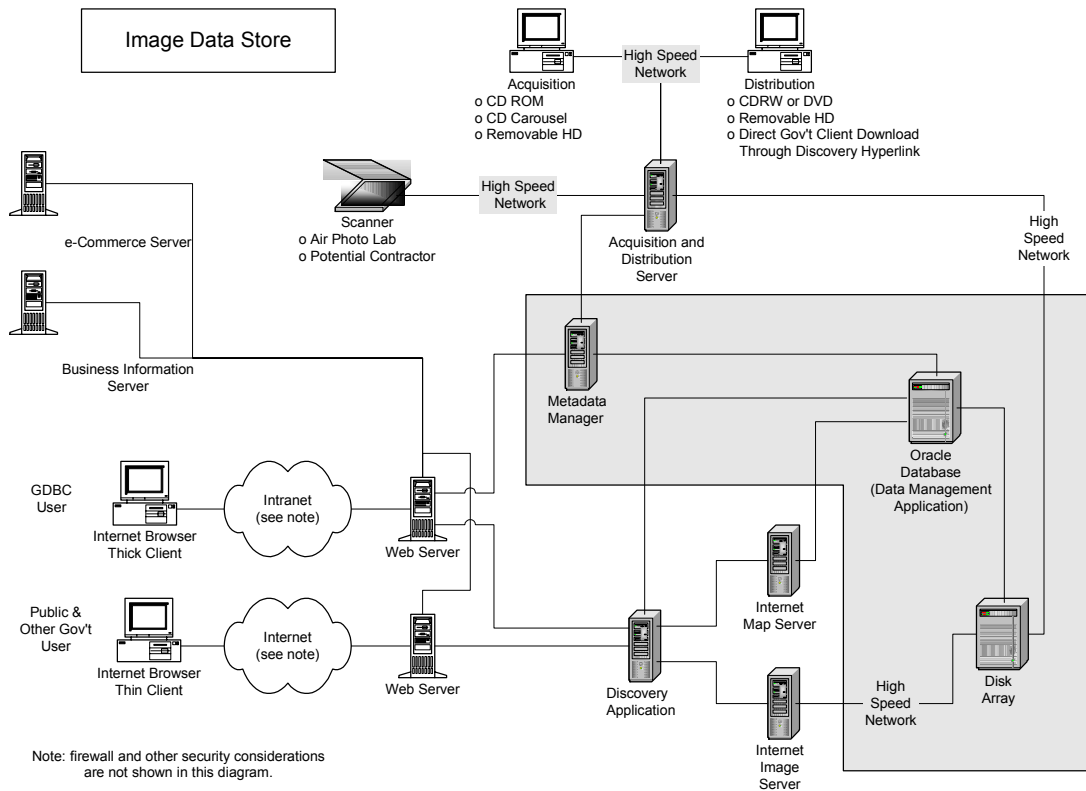 Image Data Store
High Speed
Network
Acquisition
o CD ROM
o CD Carousel
o Removable HD
Distribution
o CDRW or DVD
o Removable HD
o Direct Gov't Client Download
Through Discovery Hyperlink
High Speed
Network
Scanner
o Air Photo Lab
o Potential Contractor
Acquisition and
Distribution
Server
High
Speed
Network
e-Commerce Server
Business Information
Server
Metadata
Manager
Oracle
Database
(Data Management
Application)
GDBC
User
Internet Browser
Thick Client
Intranet
(see note)
Web Server
Internet
Map Server
Public &
Other Gov't
User
Internet Browser
Thin Client
Internet
(see note)
Web Server
Discovery
Application
High
Speed
Network
Disk
Array
Internet
Image
Server
Note: firewall and other security considerations
are not shown in this diagram.